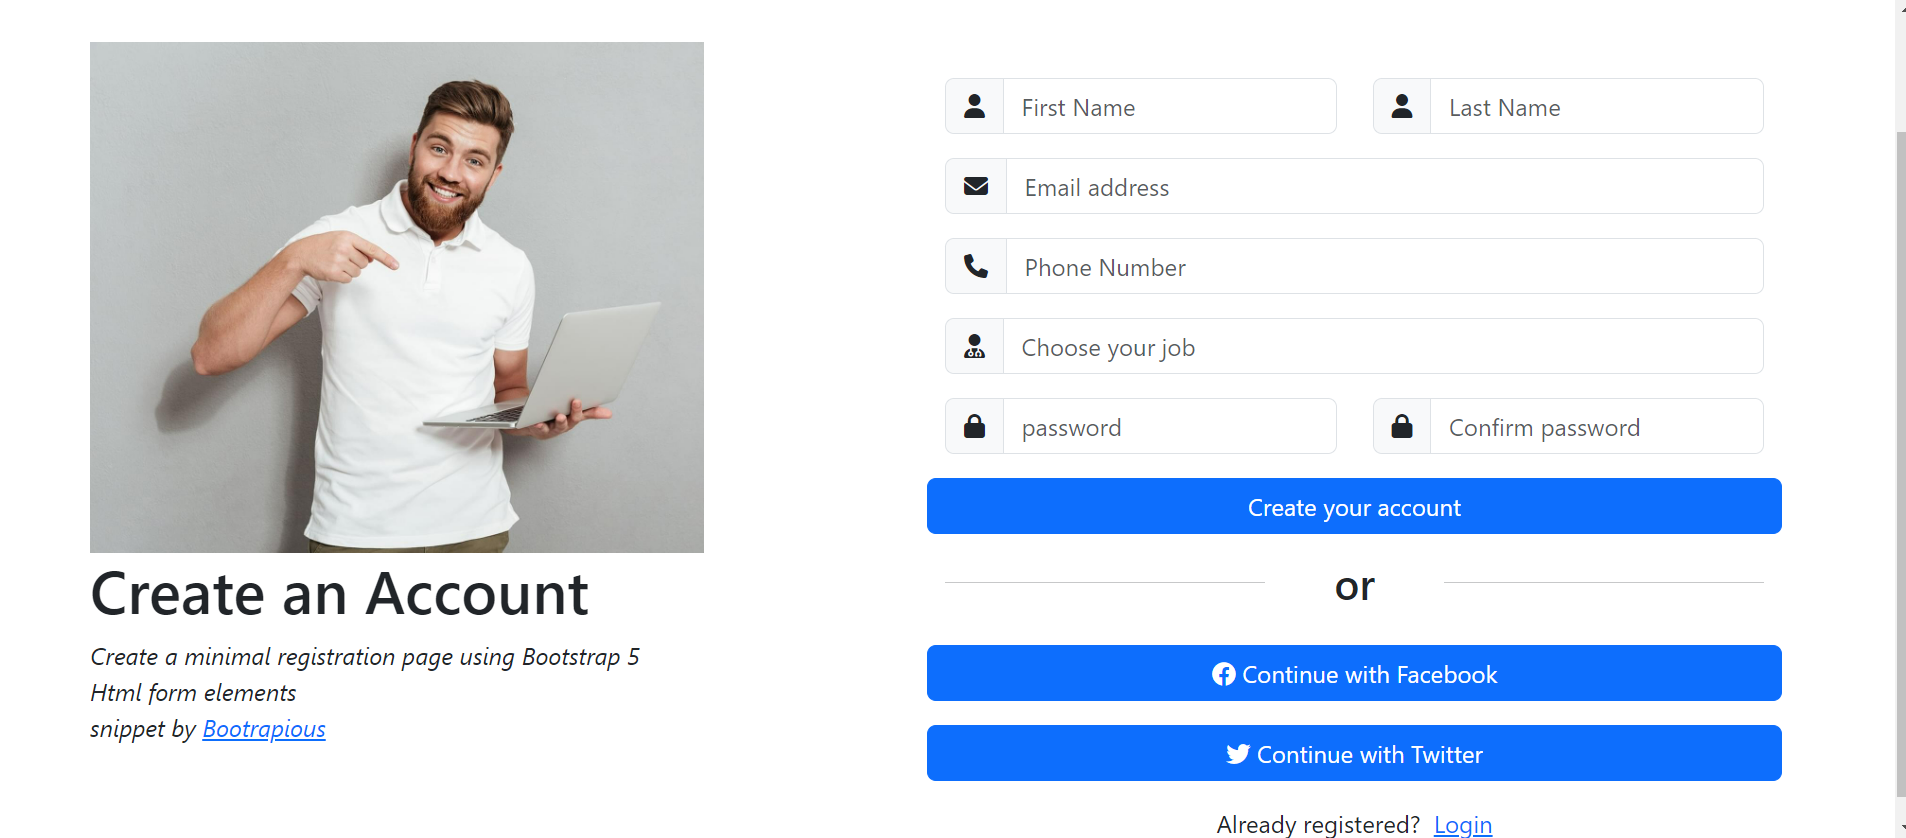 First Name
Last Name
Email address
Phone Number
Choose your job
password
Confirm password
Create your account
or
Continue with Facebook
Continue with Twitter
Already registered? Login
Create an Account
Create a minimal registration page using Bootstrap 5
Html form elements
snippet by Bootrapious